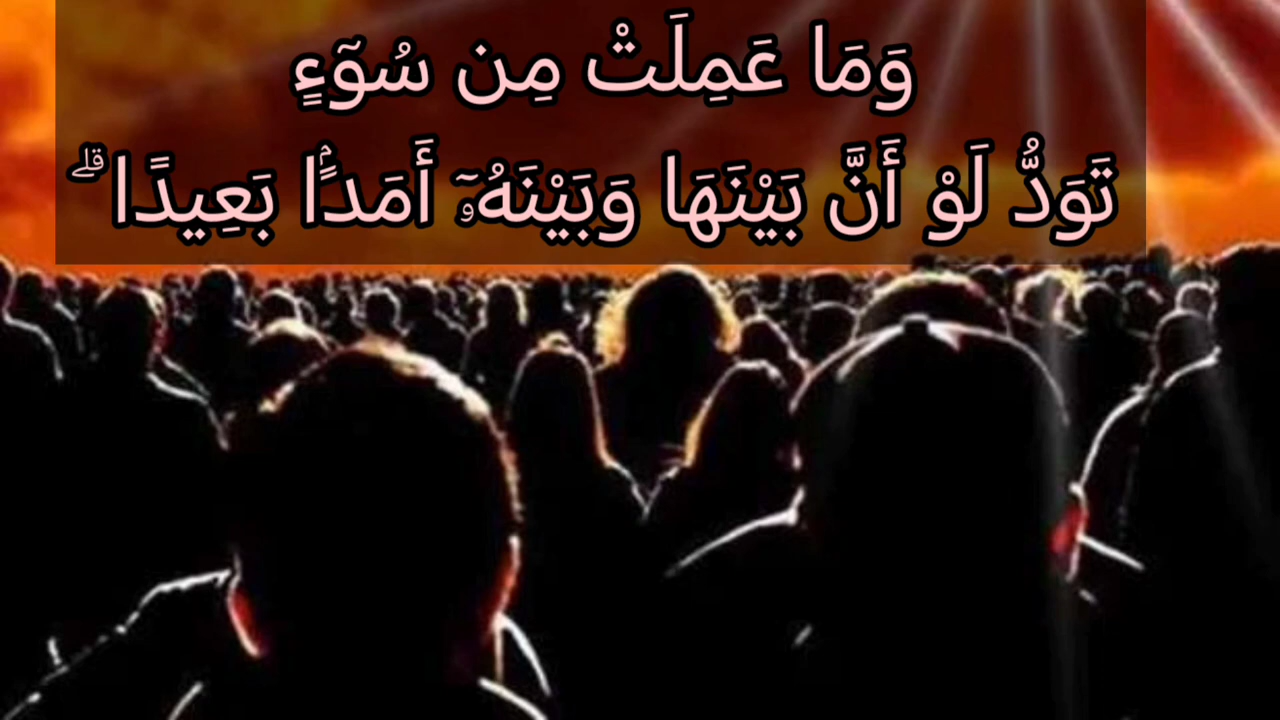 وَمَا عَمِلَتْ مِن سُوٓءٍ
تَوَدُّ لَوْ أَنَّ بَيْنَهَا وَبَيْنَهُۥٓ أَمَدًۢا بَعِيدًا ۗ